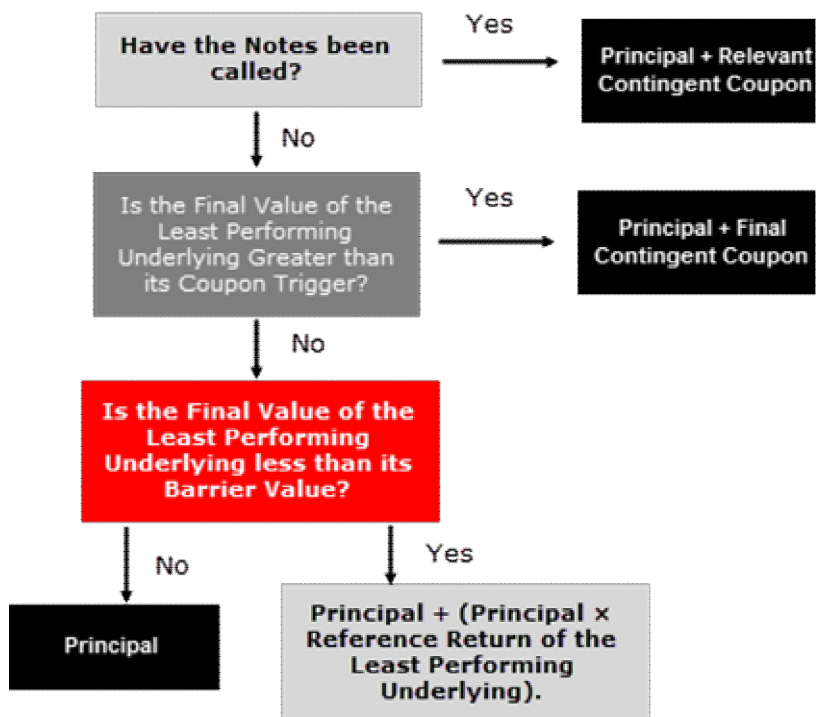 Have the Notes been
called?
Yes
Principal + Relevant
Contingent Coupon
No
Is the Final Value of the
Least Performing
Underlying Greater than
its Coupon Trigger?
Yes
Principal + Final
Contingent Coupon
No
Is the Final Value of the
Least Performing
Underlying less than its
Barrier Value?
No
Yes
Principal
Principal + (Principal ×
Reference Return of the
Least Performing
Underlying).